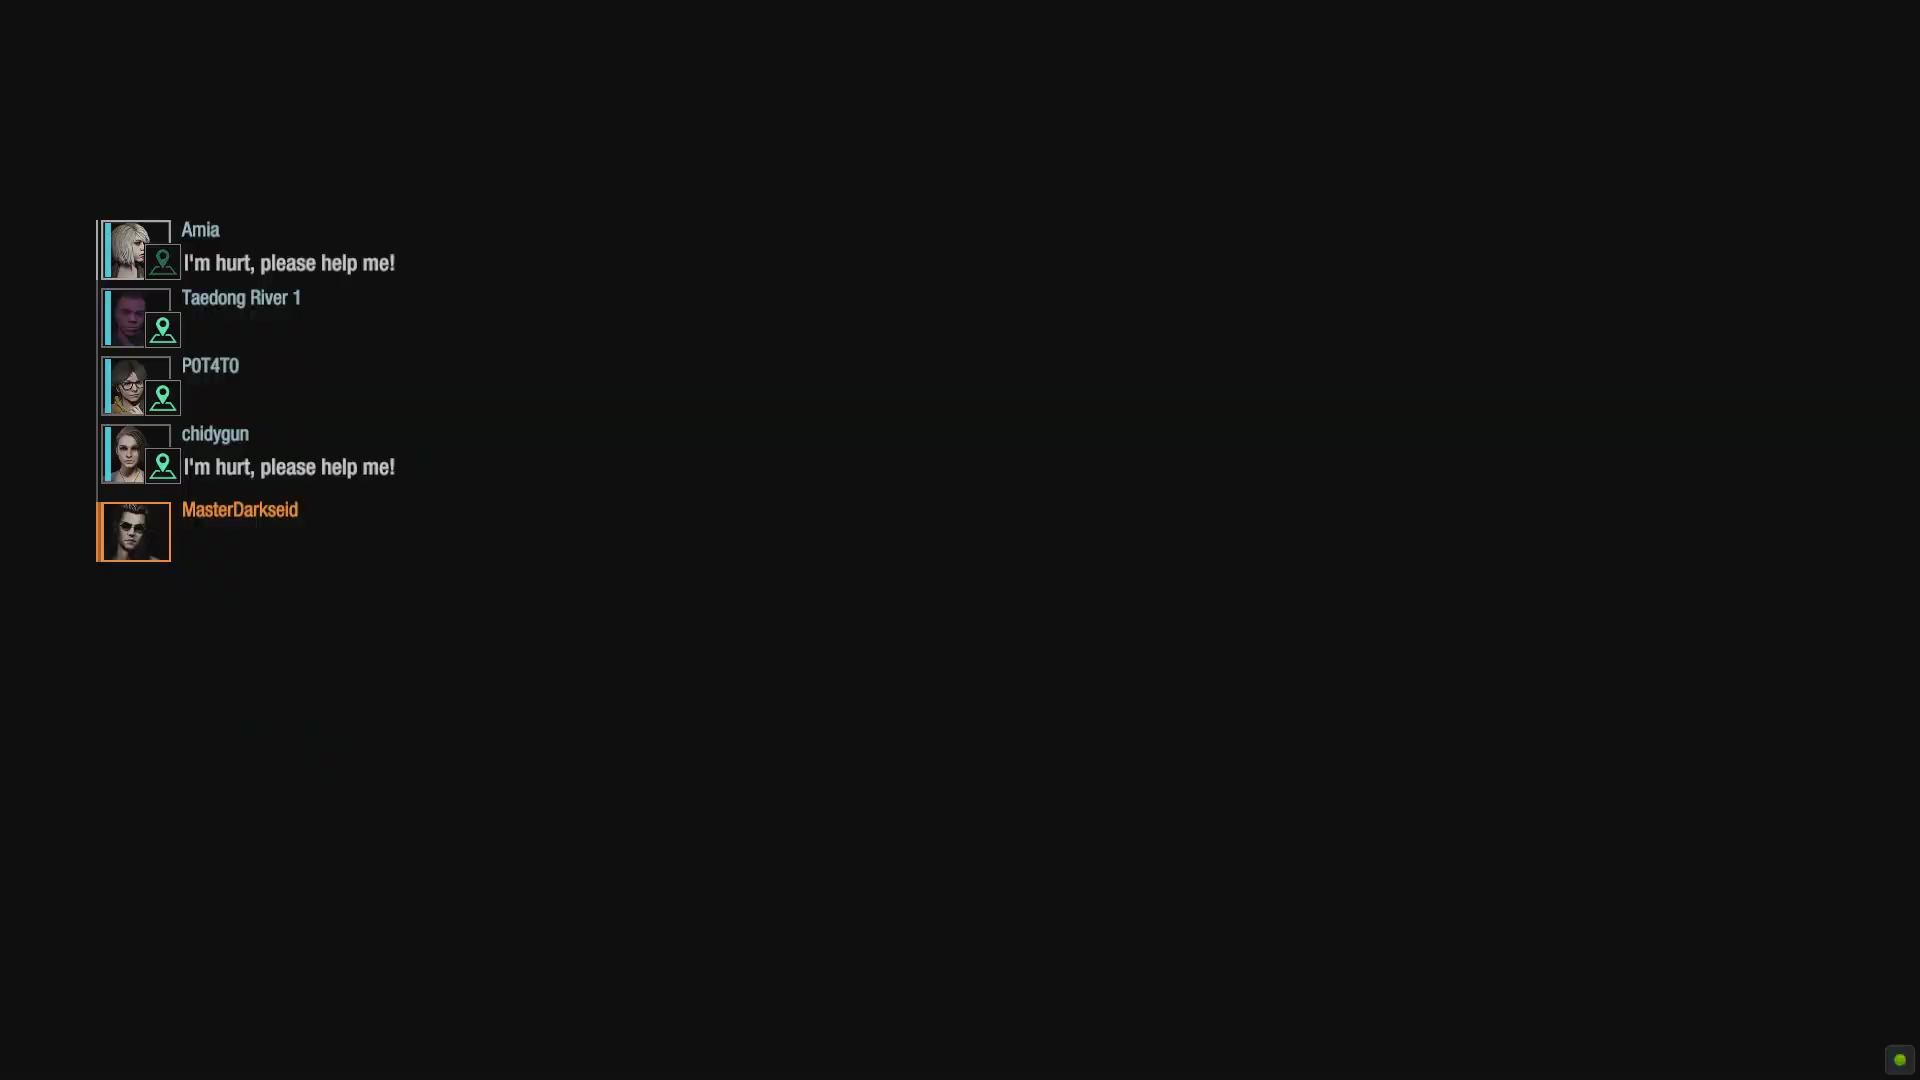 Amia
I'm hurt, please help me!
Taedong River 1
P0T4T0
chidygun
I'm hurt, please help me!
MasterDarkseid